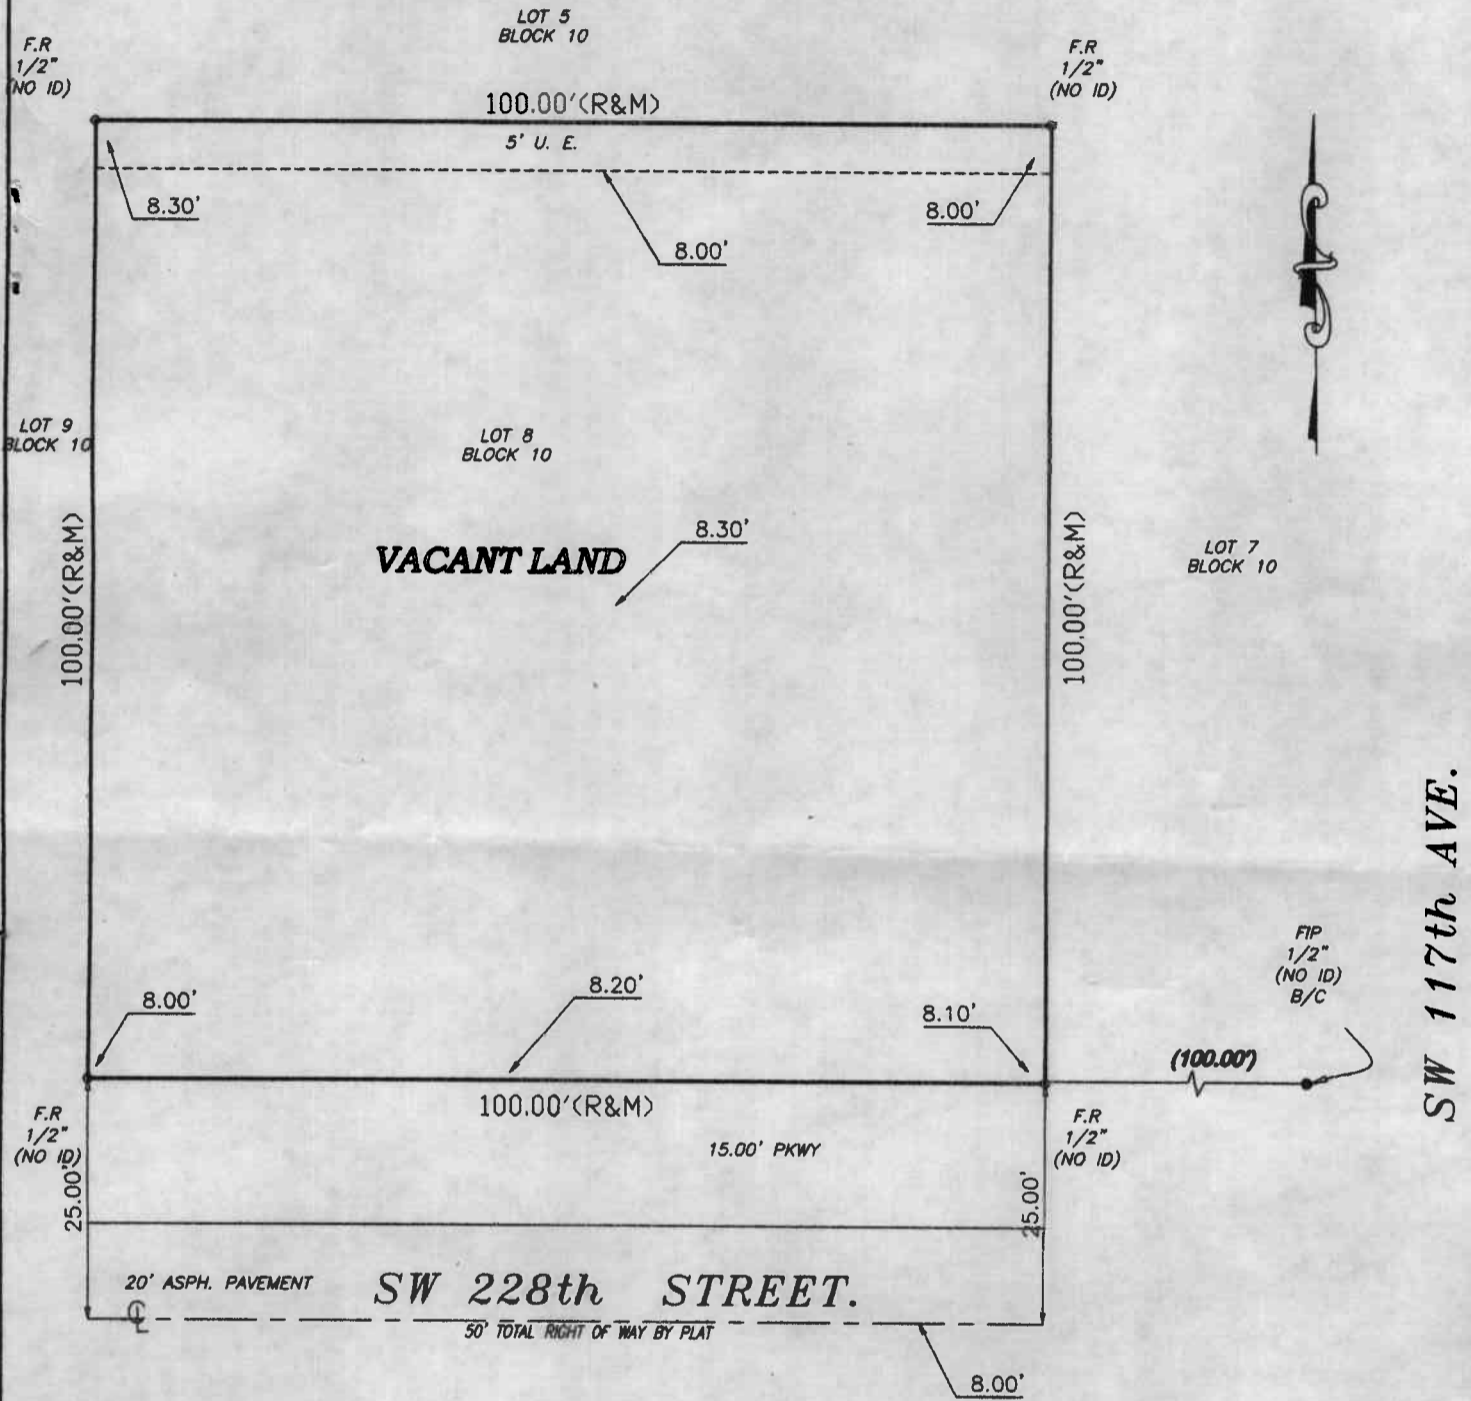 LOT 5
BLOCK 10
F.R
1/2"
(NO ID)
F.R
1/2"
(NO ID)
100.00'(R&M)
5' U. E.
8.30'
8.00'
8.00'
LOT 9
BLOCK 10
LOT 8
BLOCK 10
8.30'
VACANT LAND
100.00'(R&M)
100.00'(R&M)
LOT 7
BLOCK 10
SW 117th AVE.
FIP
1/2"
(NO ID)
B/C
8.00'
8.20'
8.10'
(100.00')
100.00'(R&M)
F.R
1/2"
(NO ID)
F.R
1/2"
(NO ID)
15.00' PKWY
25.00'
25.00'
20' ASPH. PAVEMENT
SW 228th STREET.
CL
50' TOTAL RIGHT OF WAY BY PLAT
8.00'